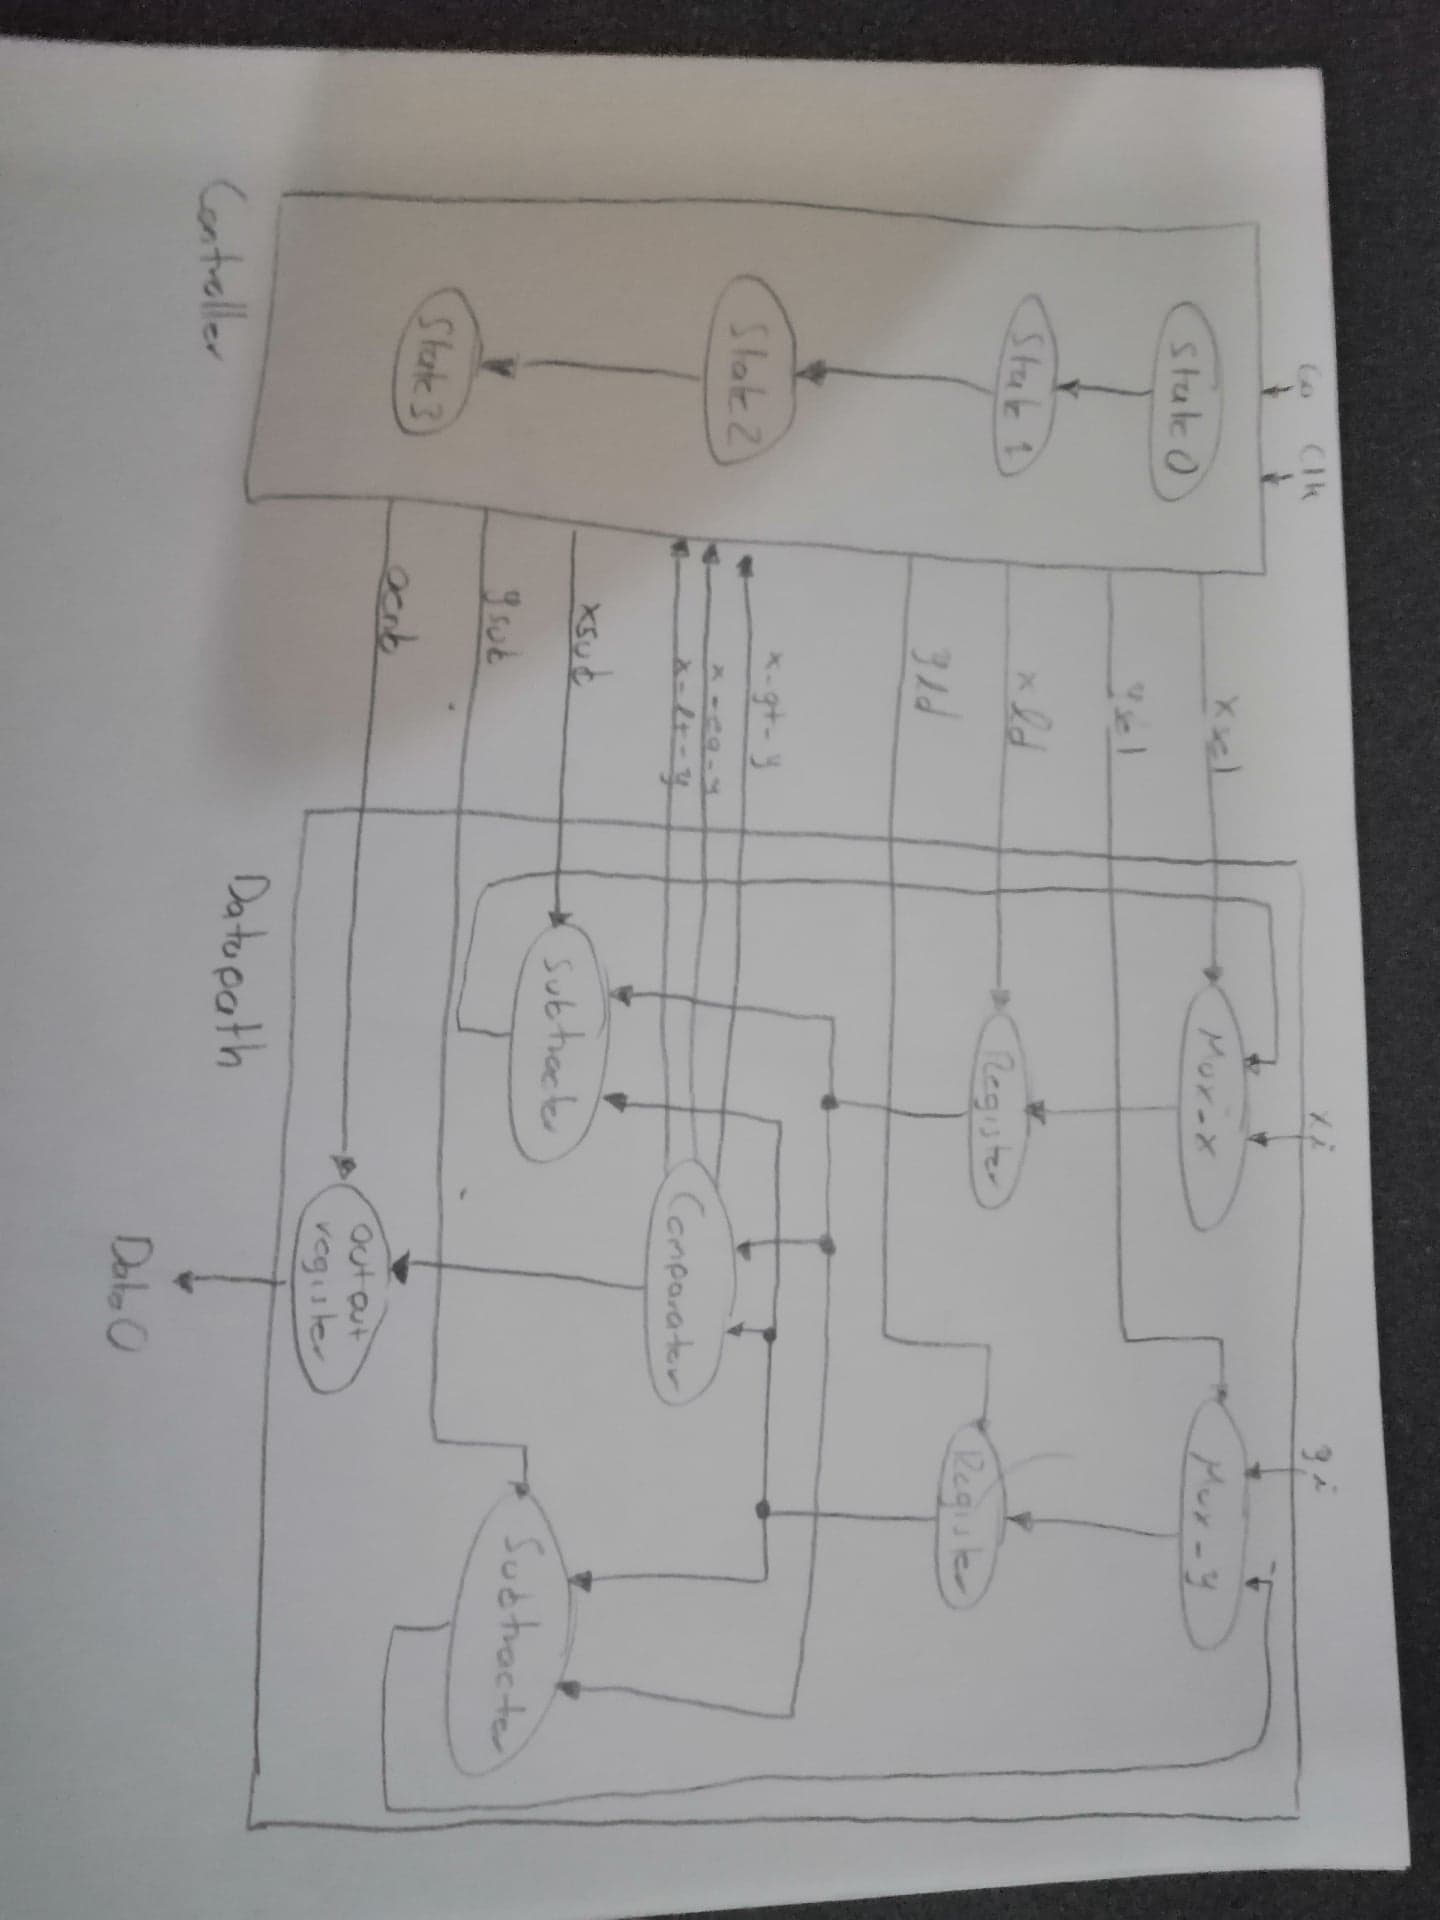 Go Clk
State 0
State 1
State 2
State 3
Controller
xsel
ysel
xld
yld
x-gt-y
x-eq-y
x-lt-y
xsub
ysub
oenb
xi
yi
Mux-x
Mux-y
Register
Register
Comparator
Subtracter
Subtracter
output
register
Datapath
DataO